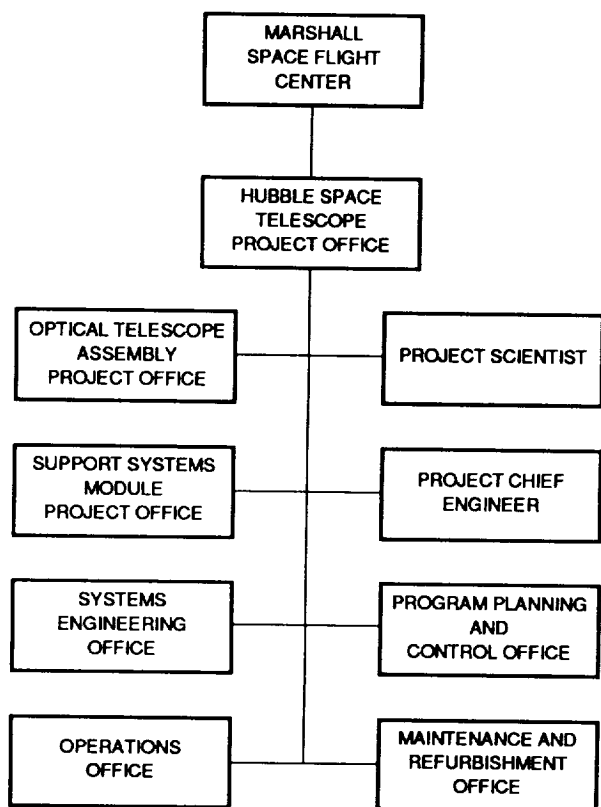 MARSHALL
SPACE FLIGHT
CENTER
HUBBLE SPACE
TELESCOPE
PROJECT OFFICE
OPTICAL TELESCOPE
ASSEMBLY
PROJECT OFFICE
PROJECT SCIENTIST
SUPPORT SYSTEMS
MODULE
PROJECT OFFICE
PROJECT CHIEF
ENGINEER
SYSTEMS
ENGINEERING
OFFICE
PROGRAM PLANNING
AND
CONTROL OFFICE
OPERATIONS
OFFICE
MAINTENANCE AND
REFURBISHMENT
OFFICE